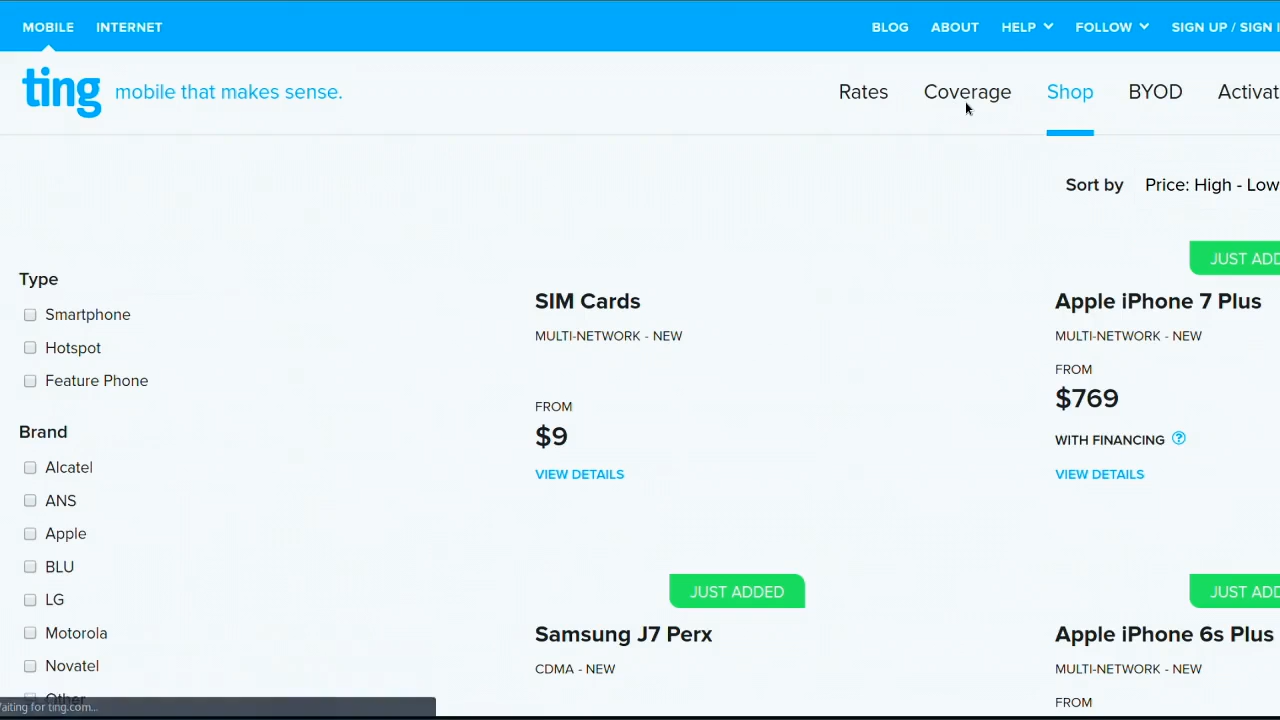 MOBILE INTERNET BLOG ABOUT HELP FOLLOW SIGN UP / SIGN I
ting mobile that makes sense. Rates Coverage Shop BYOD Activat
Sort by Price: High - Low
Type
Smartphone
Hotspot
Feature Phone
Brand
Alcatel
ANS
Apple
BLU
LG
Motorola
Novatel
Other
SIM Cards
MULTI-NETWORK - NEW
FROM
$9
VIEW DETAILS
JUST ADD
Apple iPhone 7 Plus
MULTI-NETWORK - NEW
FROM
$769
WITH FINANCING ?
VIEW DETAILS
JUST ADDED
Samsung J7 Perx
CDMA - NEW
JUST ADD
Apple iPhone 6s Plus
MULTI-NETWORK - NEW
FROM
Waiting for ting.com...